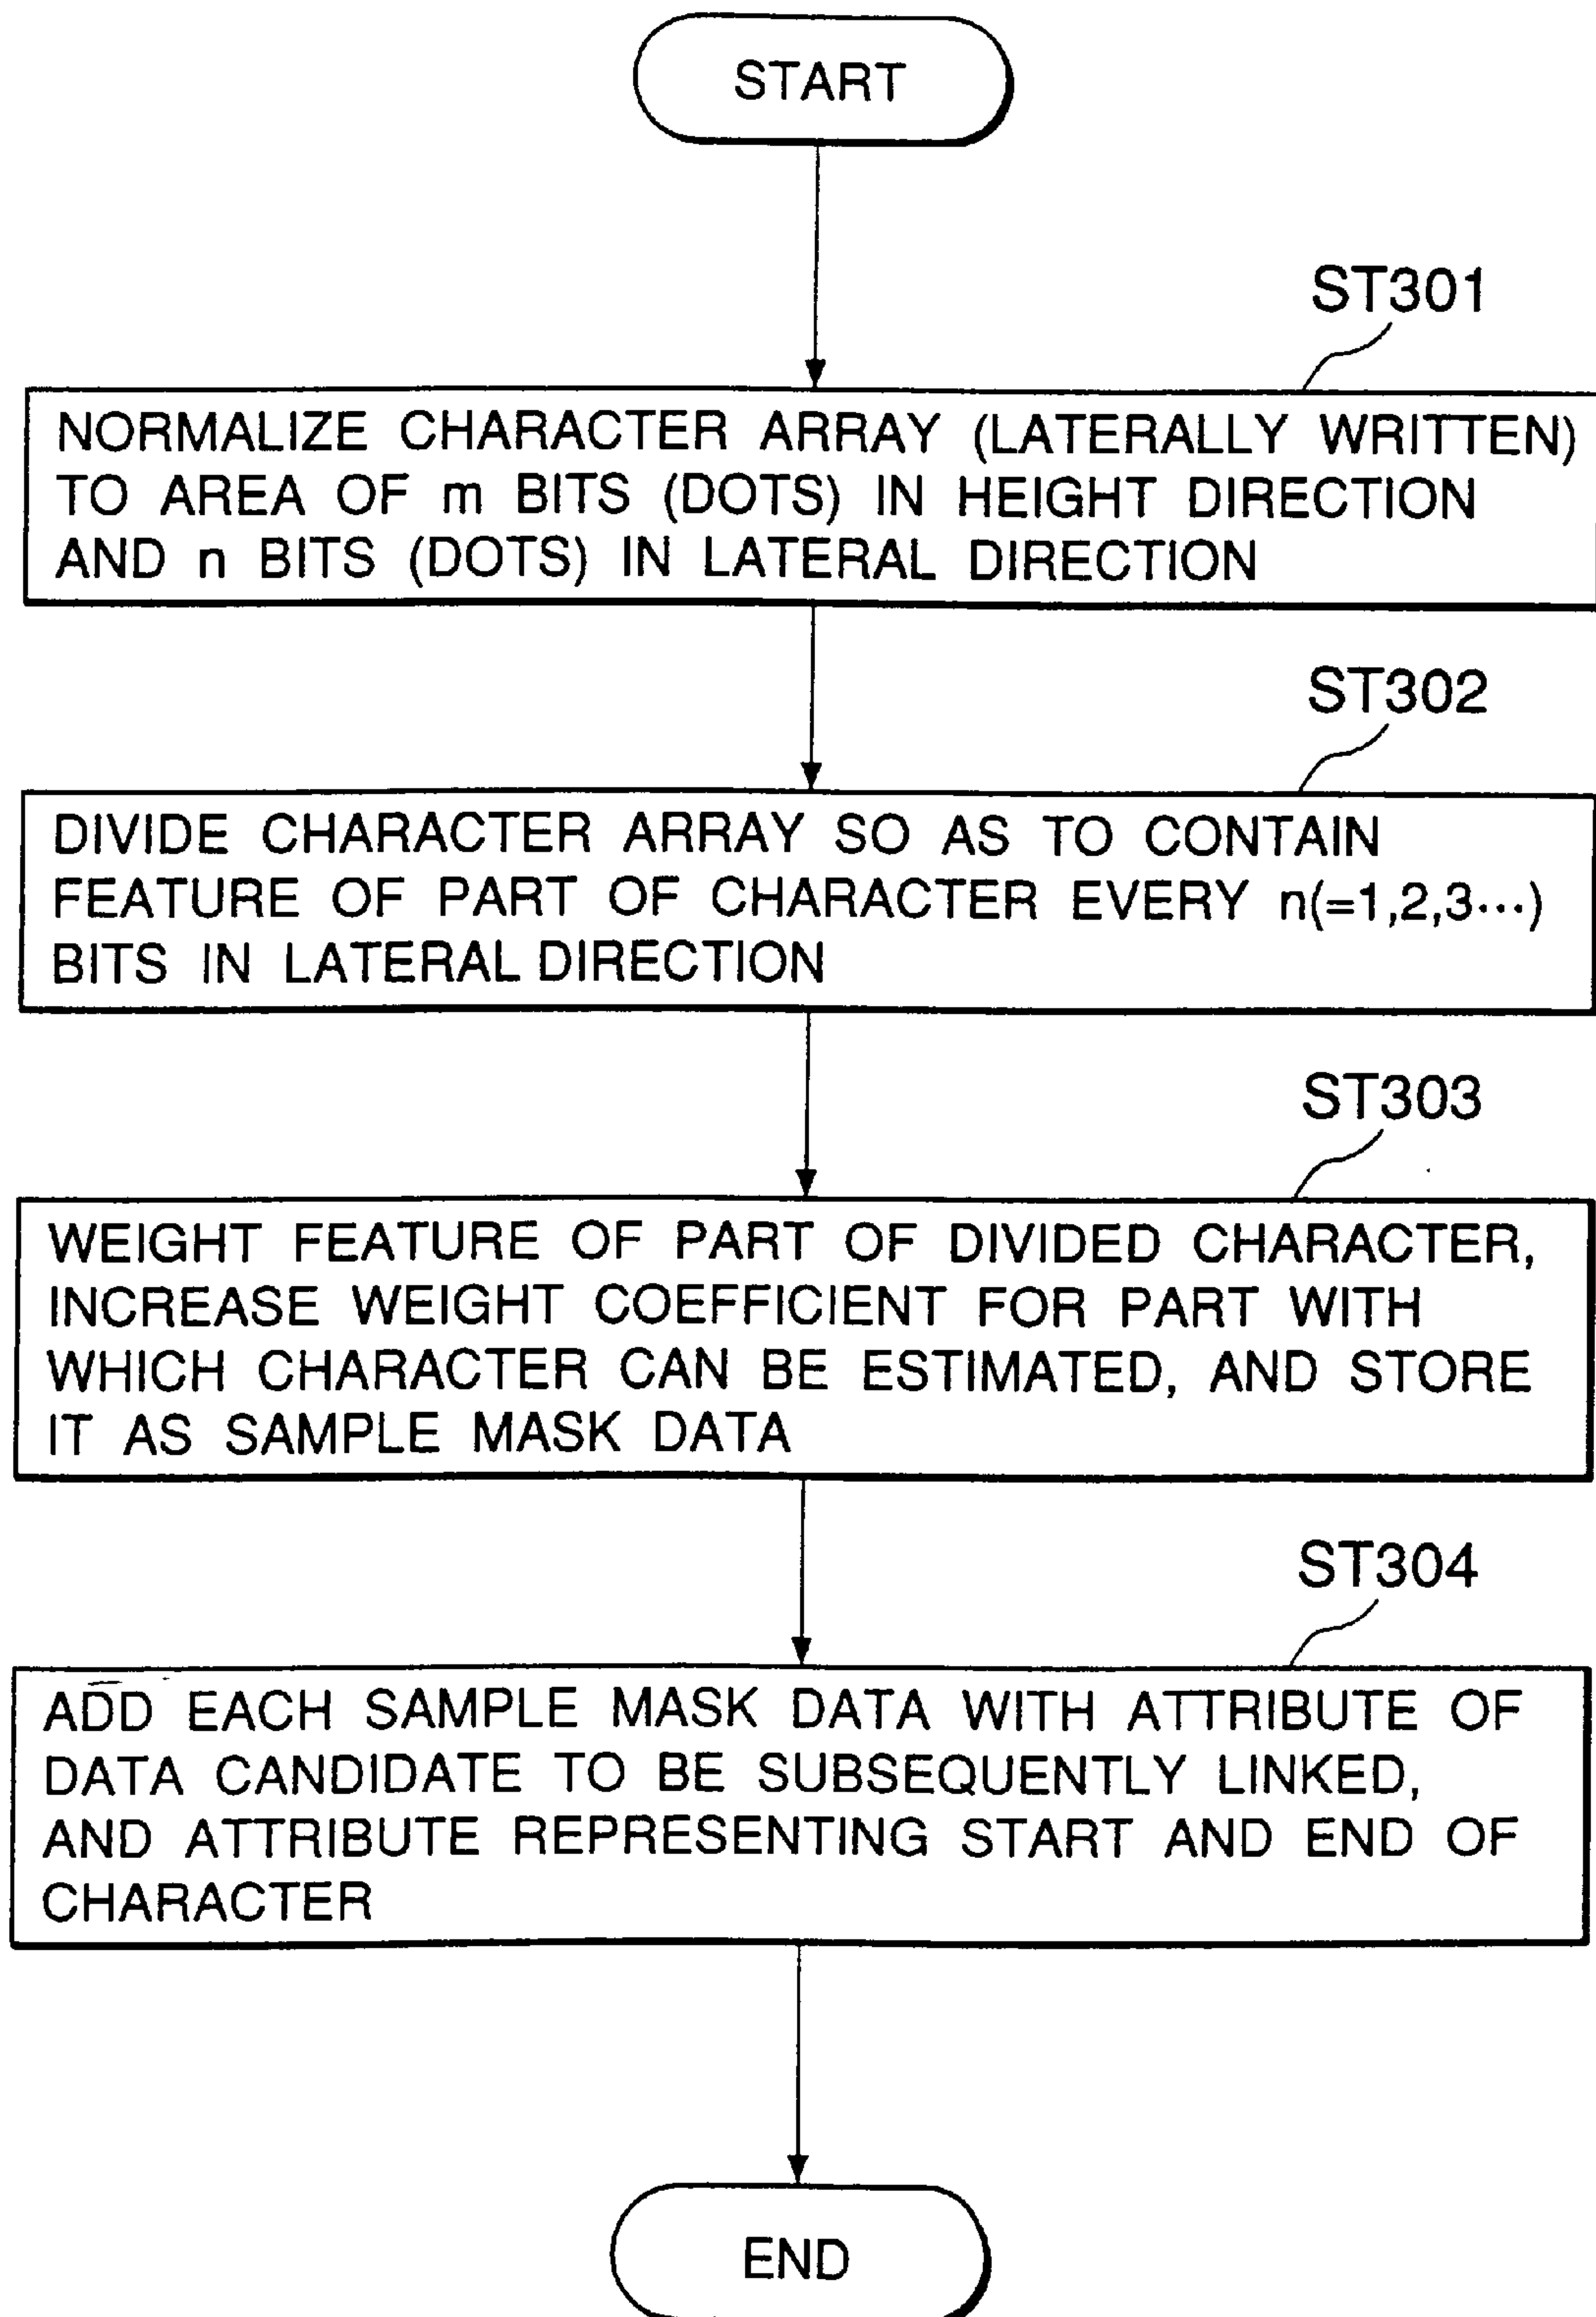 START
ST301
NORMALIZE CHARACTER ARRAY (LATERALLY WRITTEN)
TO AREA OF m BITS (DOTS) IN HEIGHT DIRECTION
AND n BITS (DOTS) IN LATERAL DIRECTION
ST302
DIVIDE CHARACTER ARRAY SO AS TO CONTAIN
FEATURE OF PART OF CHARACTER EVERY n(=1,2,3···)
BITS IN LATERAL DIRECTION
ST303
WEIGHT FEATURE OF PART OF DIVIDED CHARACTER,
INCREASE WEIGHT COEFFICIENT FOR PART WITH
WHICH CHARACTER CAN BE ESTIMATED, AND STORE
IT AS SAMPLE MASK DATA
ST304
ADD EACH SAMPLE MASK DATA WITH ATTRIBUTE OF
DATA CANDIDATE TO BE SUBSEQUENTLY LINKED,
AND ATTRIBUTE REPRESENTING START AND END OF
CHARACTER
END